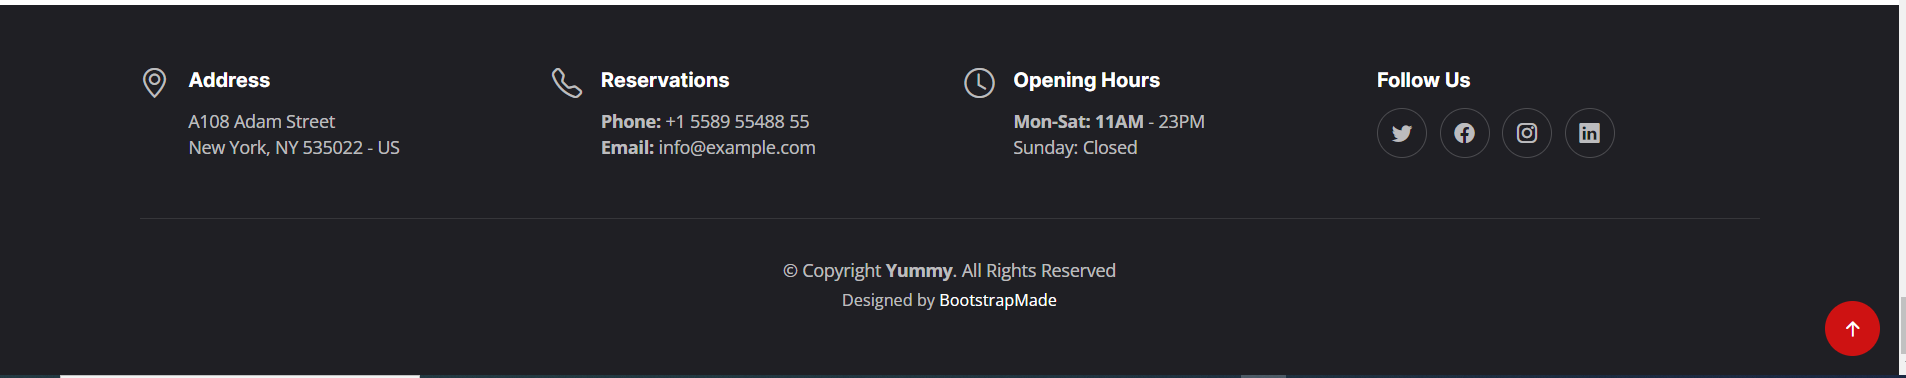 Address
A108 Adam Street
New York, NY 535022 - US
Reservations
Phone: +1 5589 55488 55
Email: info@example.com
Opening Hours
Mon-Sat: 11AM - 23PM
Sunday: Closed
Follow Us
© Copyright Yummy. All Rights Reserved
Designed by BootstrapMade